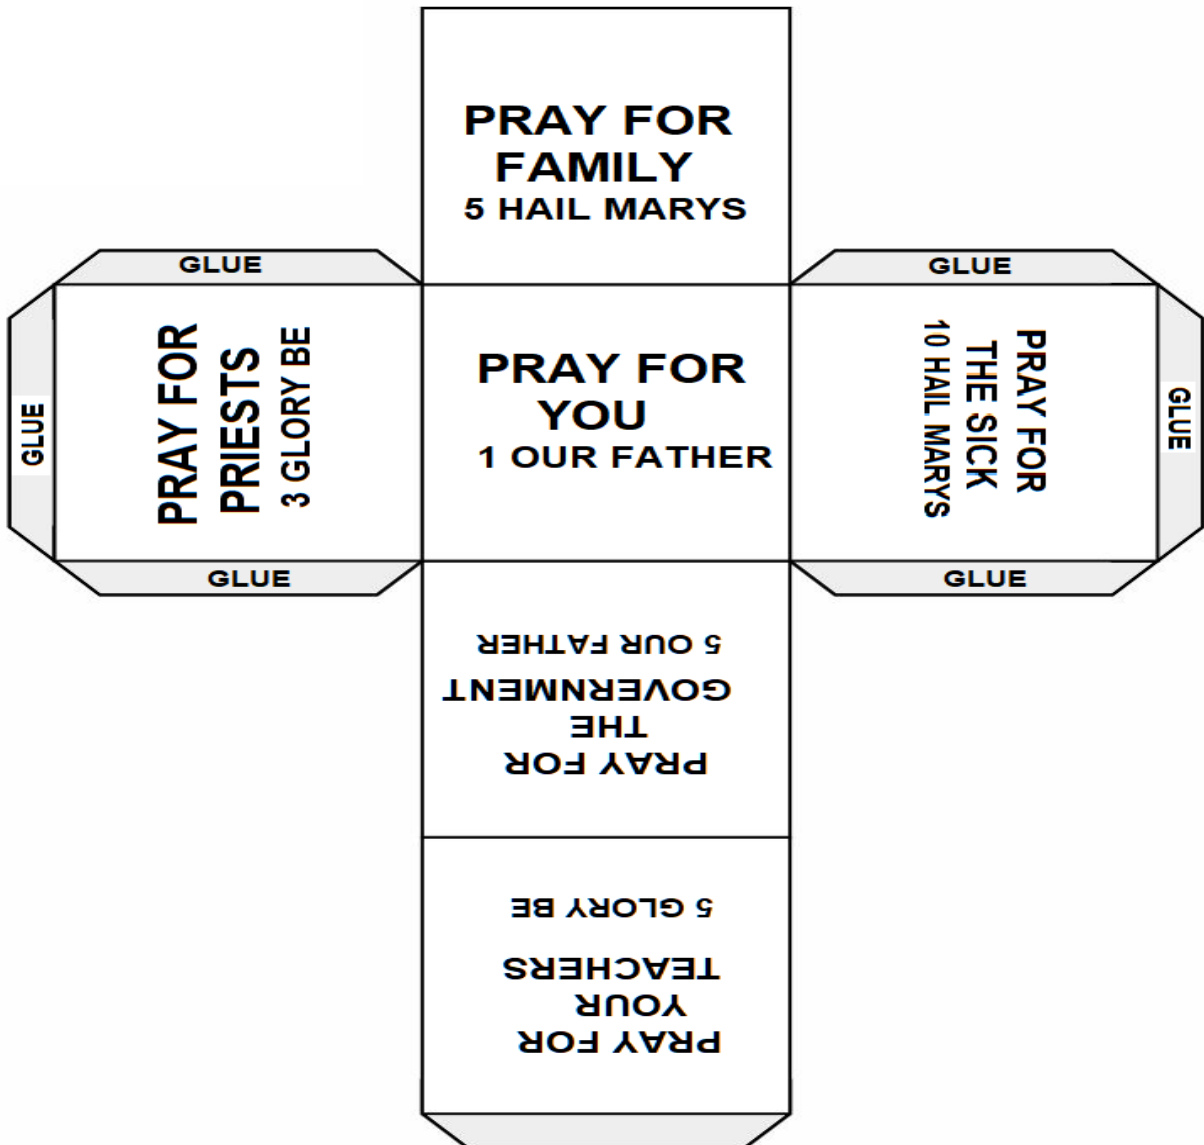 PRAY FOR
FAMILY
5 HAIL MARYS
GLUE
GLUE
GLUE
PRAY FOR
PRIESTS
3 GLORY BE
PRAY FOR
YOU
1 OUR FATHER
PRAY FOR
THE SICK
10 HAIL MARYS
GLUE
GLUE
GLUE
PRAY FOR
THE
GOVERNMENT
5 OUR FATHER
PRAY FOR
YOUR
TEACHERS
5 GLORY BE